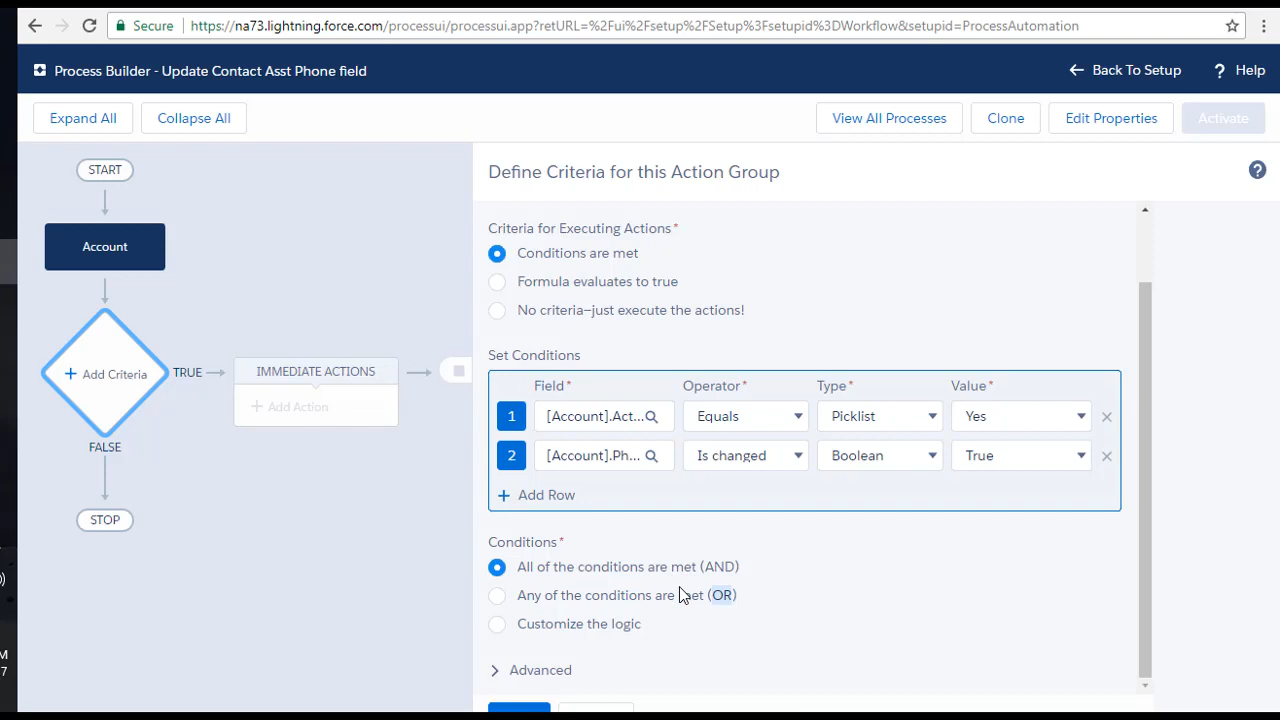 Secure https://na73.lightning.force.com/processui/processui.app?retURL=%2Fui%2Fsetup%2FSetup%3Fsetupid%3DWorkflow&setupid=ProcessAutomation
Process Builder - Update Contact Asst Phone field
Back To Setup
? Help
Expand All
Collapse All
View All Processes
Clone
Edit Properties
Activate
START
Account
+ Add Criteria
TRUE
IMMEDIATE ACTIONS
+ Add Action
FALSE
STOP
Define Criteria for this Action Group
?
Criteria for Executing Actions*
Conditions are met
Formula evaluates to true
No criteria—just execute the actions!
Set Conditions
Field* Operator* Type* Value*
1 [Account].Act... Equals Picklist Yes
2 [Account].Ph... Is changed Boolean True
+ Add Row
Conditions*
All of the conditions are met (AND)
Any of the conditions are met (OR)
Customize the logic
Advanced
M
7